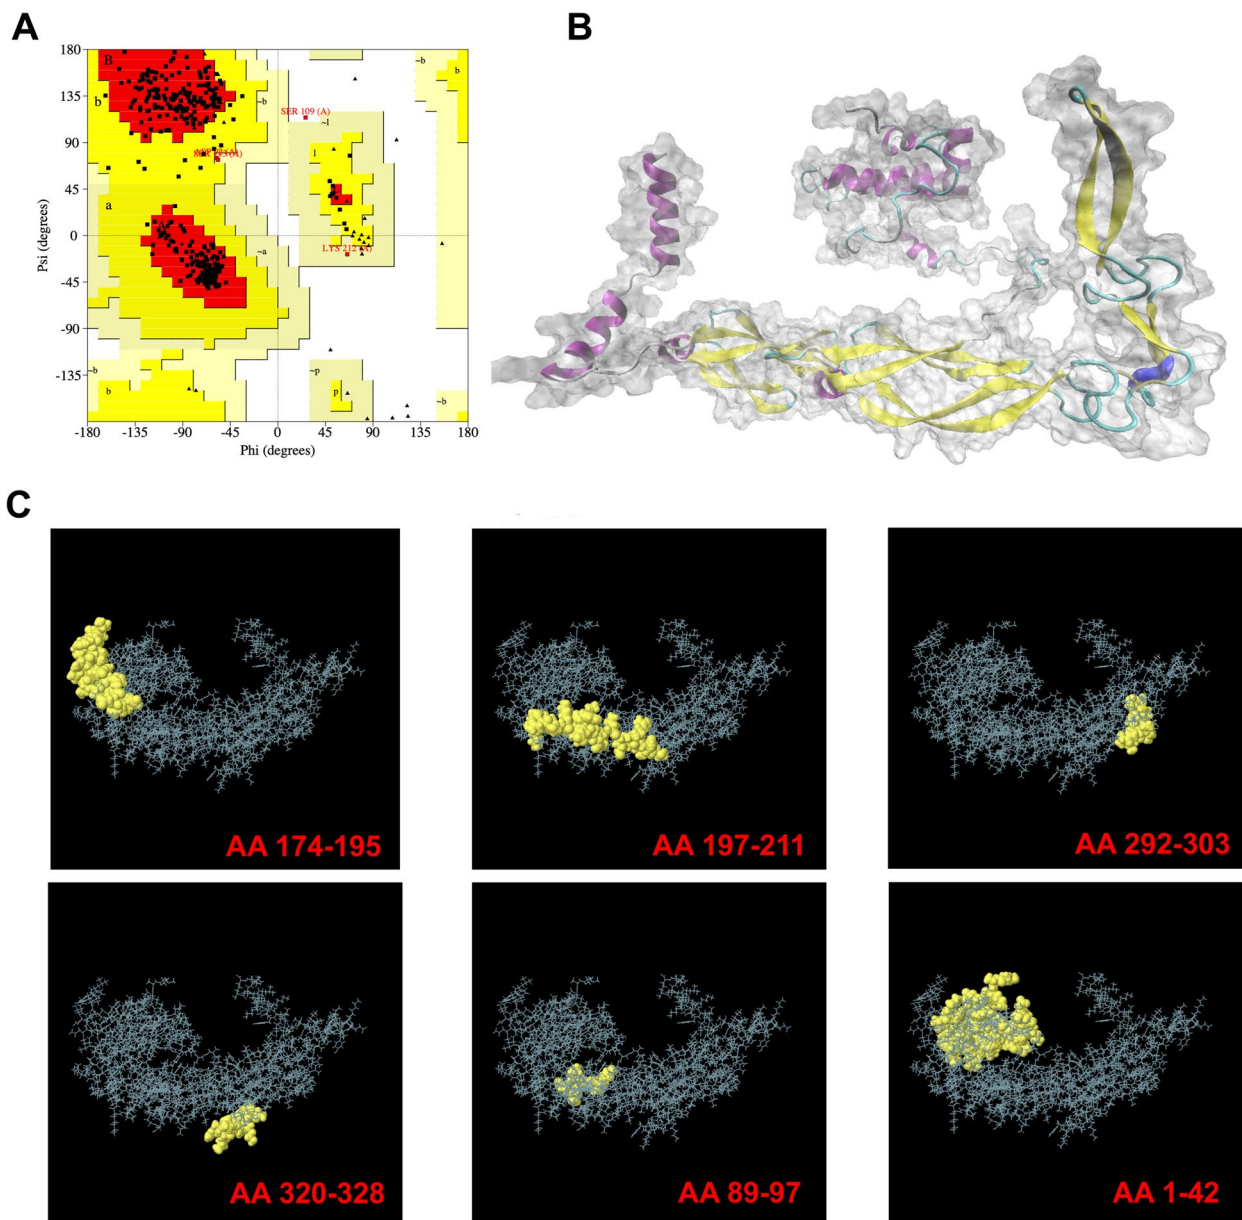 A
B
180
135
90
45
0
-45
-90
-135
-180
-180 -135 -90 -45 0 45 90 135 180
Psi (degrees)
Phi (degrees)
B
b
~b
b
~b
b
SER 109 (A)
~l
l
~b
a
~a
LYS 212 (A)
~b
b
~p
p
~b
b
C
AA 174-195
AA 197-211
AA 292-303
AA 320-328
AA 89-97
AA 1-42